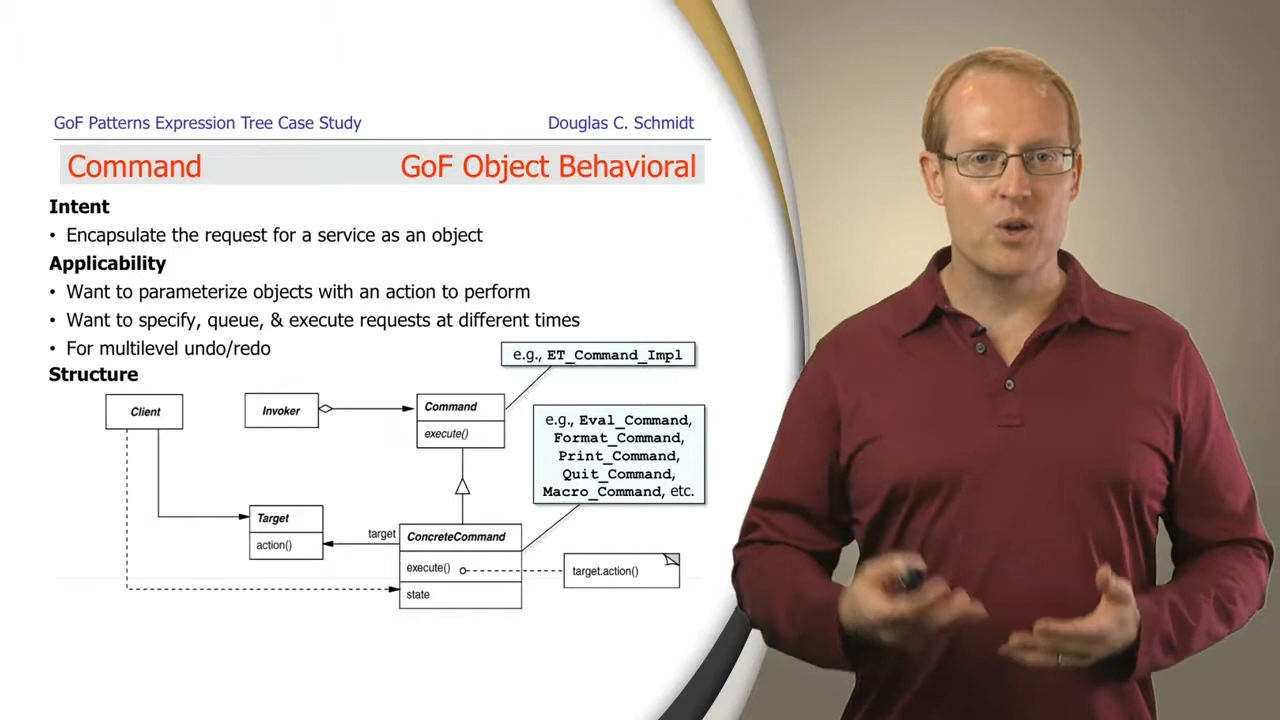 GoF Patterns Expression Tree Case Study Douglas C. Schmidt
Command GoF Object Behavioral
Intent
• Encapsulate the request for a service as an object
Applicability
• Want to parameterize objects with an action to perform
• Want to specify, queue, & execute requests at different times
• For multilevel undo/redo
e.g., ET_Command_Impl
Structure
Client
Invoker
Command
execute()
e.g., Eval_Command,
Format_Command,
Print_Command,
Quit_Command,
Macro_Command, etc.
Target
action()
target
ConcreteCommand
execute()
state
target.action()